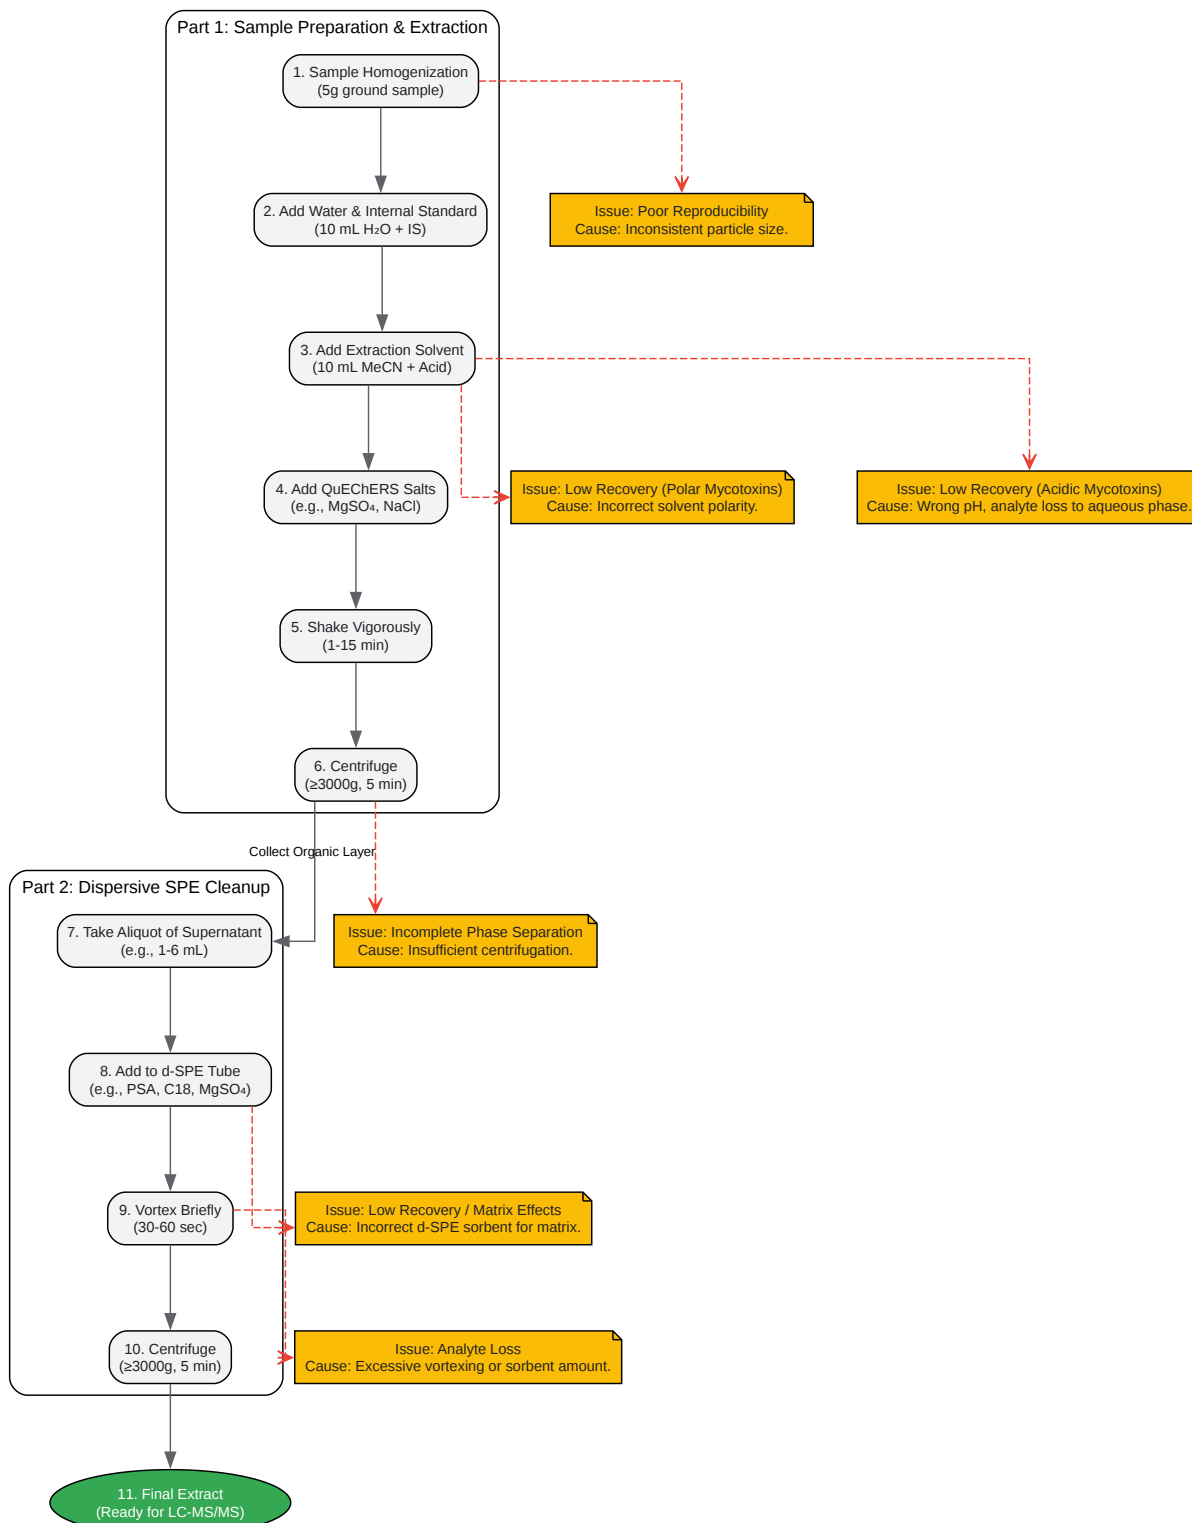 Part 1: Sample Preparation & Extraction
1. Sample Homogenization
(5g ground sample)
2. Add Water & Internal Standard
(10 mL H₂O + IS)
Issue: Poor Reproducibility
Cause: Inconsistent particle size.
3. Add Extraction Solvent
(10 mL MeCN + Acid)
4. Add QuEChERS Salts
(e.g., MgSO₄, NaCl)
Issue: Low Recovery (Polar Mycotoxins)
Cause: Incorrect solvent polarity.
Issue: Low Recovery (Acidic Mycotoxins)
Cause: Wrong pH, analyte loss to aqueous phase.
5. Shake Vigorously
(1-15 min)
6. Centrifuge
(≥3000g, 5 min)
Collect Organic Layer
Part 2: Dispersive SPE Cleanup
7. Take Aliquot of Supernatant
(e.g., 1-6 mL)
Issue: Incomplete Phase Separation
Cause: Insufficient centrifugation.
8. Add to d-SPE Tube
(e.g., PSA, C18, MgSO₄)
9. Vortex Briefly
(30-60 sec)
Issue: Low Recovery / Matrix Effects
Cause: Incorrect d-SPE sorbent for matrix.
10. Centrifuge
(≥3000g, 5 min)
Issue: Analyte Loss
Cause: Excessive vortexing or sorbent amount.
11. Final Extract
(Ready for LC-MS/MS)